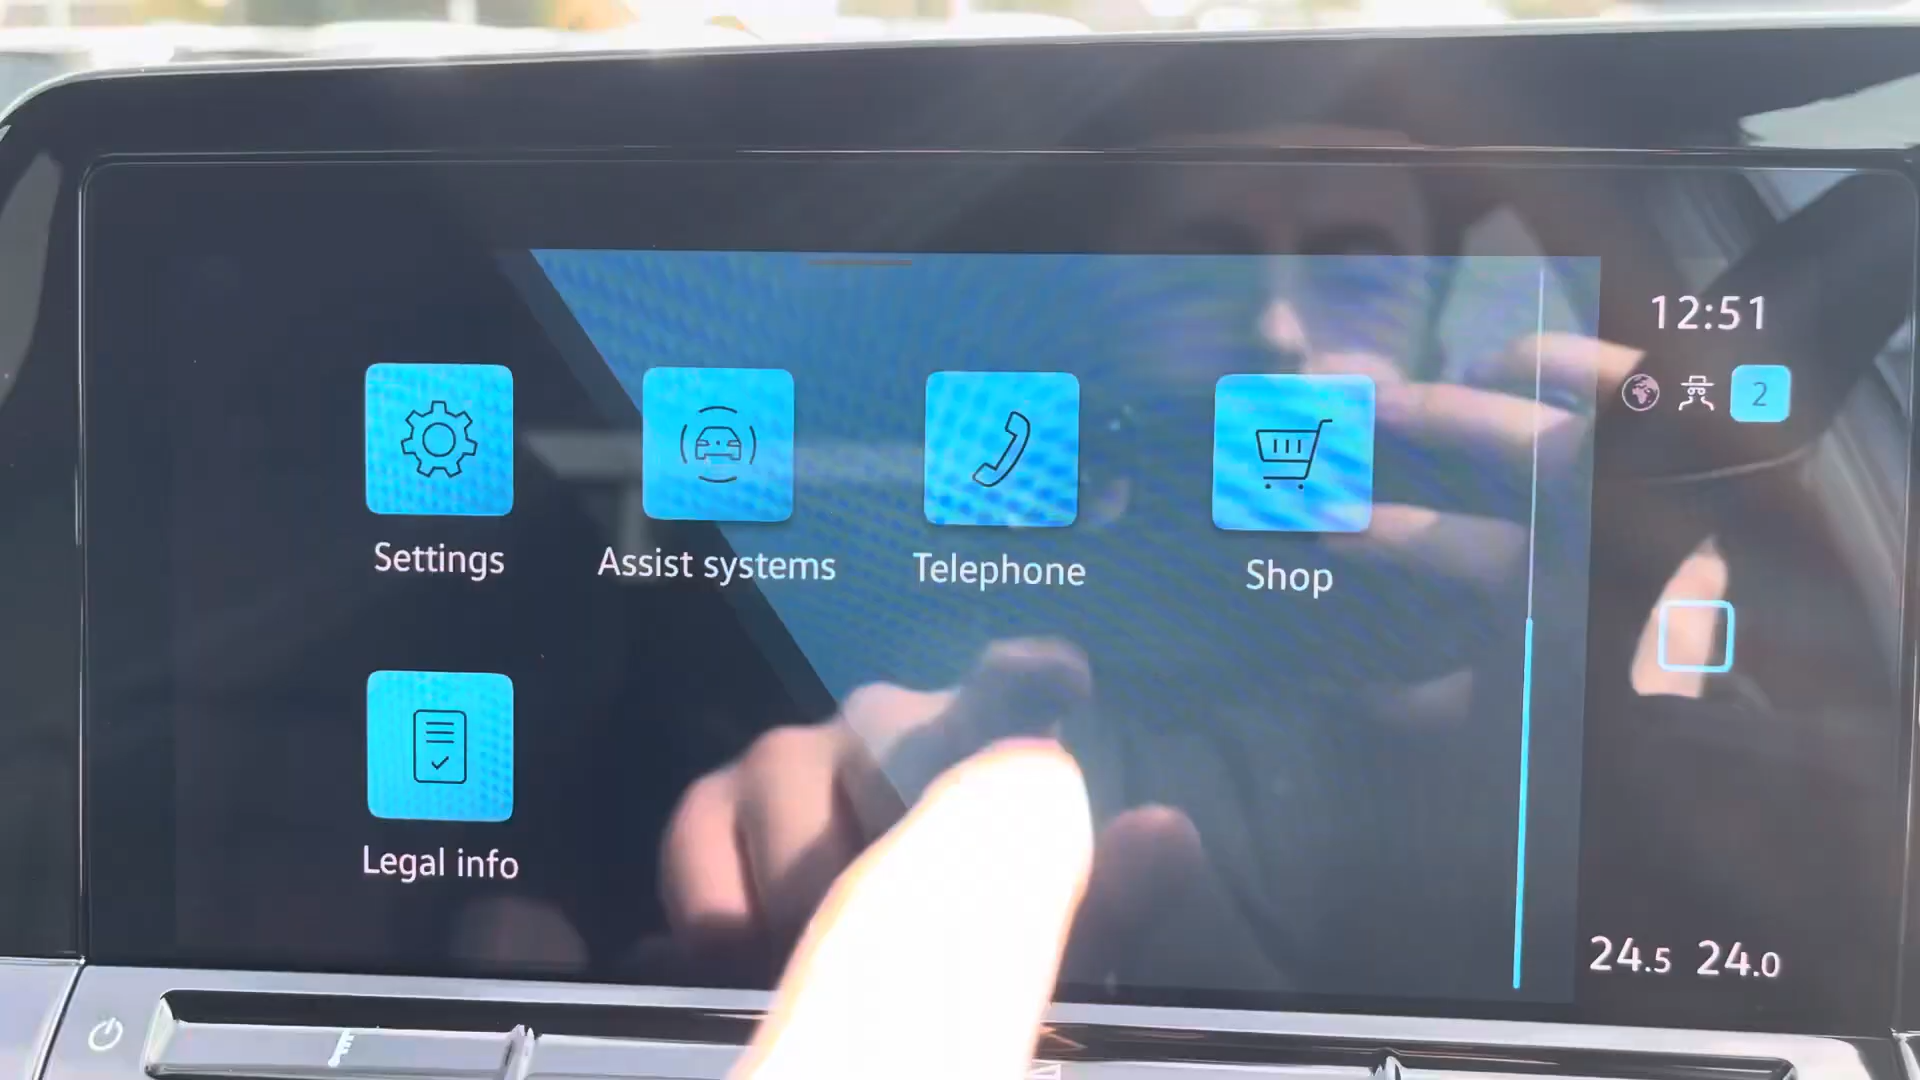 12:51
2
Settings
Assist systems
Telephone
Shop
Legal info
24.5 24.0